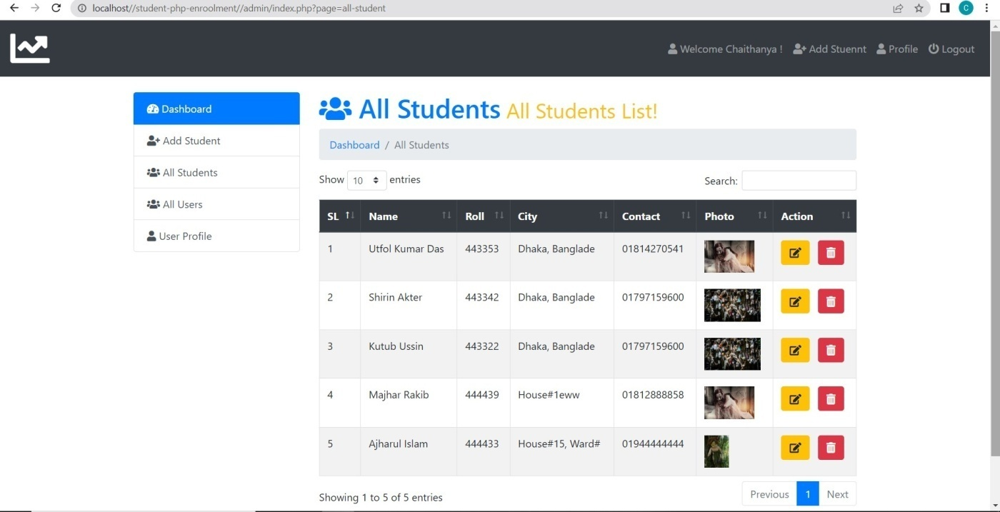 localhost//student-php-enroolment//admin/index.php?page=all-student
C
Welcome Chaithanya ! Add Stuennt Profile Logout
Dashboard
Add Student
All Students
All Users
User Profile
All Students All Students List!
Dashboard / All Students
Show 10 entries Search:
SL Name Roll City Contact Photo Action
1 Utfol Kumar Das 443353 Dhaka, Banglade 01814270541
2 Shirin Akter 443342 Dhaka, Banglade 01797159600
3 Kutub Ussin 443322 Dhaka, Banglade 01797159600
4 Majhar Rakib 444439 House#1eww 01812888858
5 Ajharul Islam 444433 House#15, Ward# 01944444444
Showing 1 to 5 of 5 entries Previous 1 Next